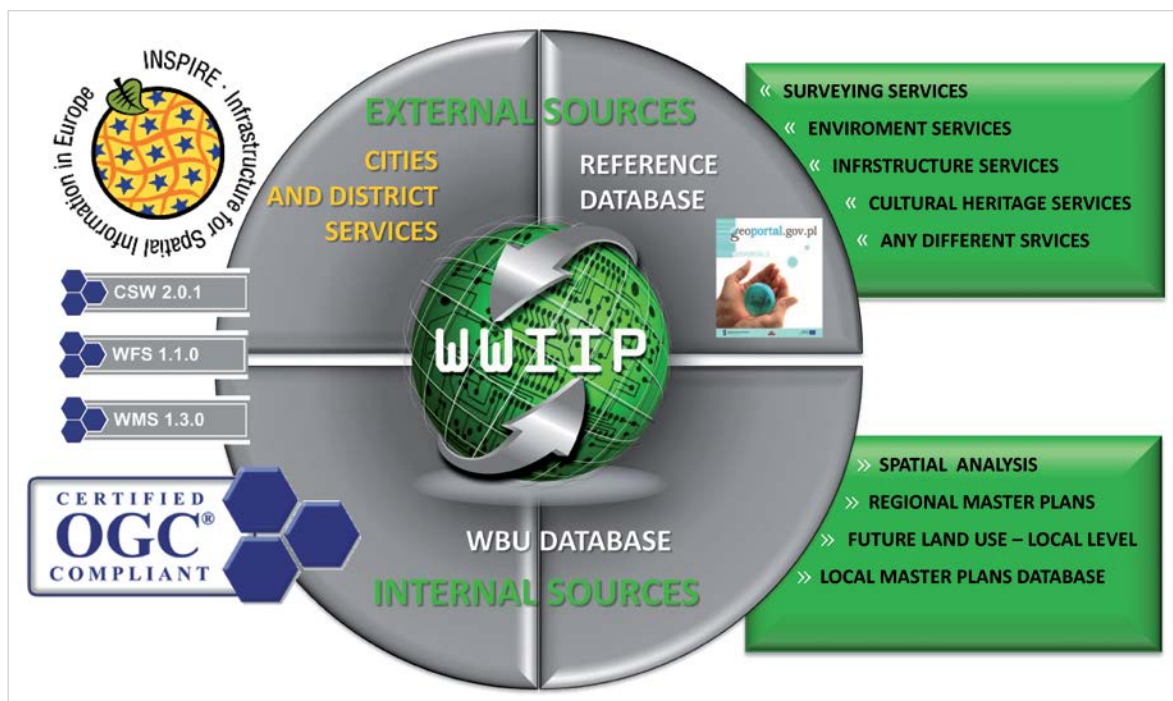 INSPIRE · Infrastructure for Spatial Information in Europe
CSW 2.0.1
WFS 1.1.0
WMS 1.3.0
CERTIFIED
OGC®
COMPLIANT
EXTERNAL SOURCES
CITIES
AND DISTRICT
SERVICES
REFERENCE
DATABASE
geoportal.gov.pl
WWIIP
WBU DATABASE
INTERNAL SOURCES
« SURVEYING SERVICES
« ENVIROMENT SERVICES
« INFRSTRUCTURE SERVICES
« CULTURAL HERITAGE SERVICES
« ANY DIFFERENT SRVICES
» SPATIAL ANALYSIS
» REGIONAL MASTER PLANS
» FUTURE LAND USE – LOCAL LEVEL
» LOCAL MASTER PLANS DATABASE